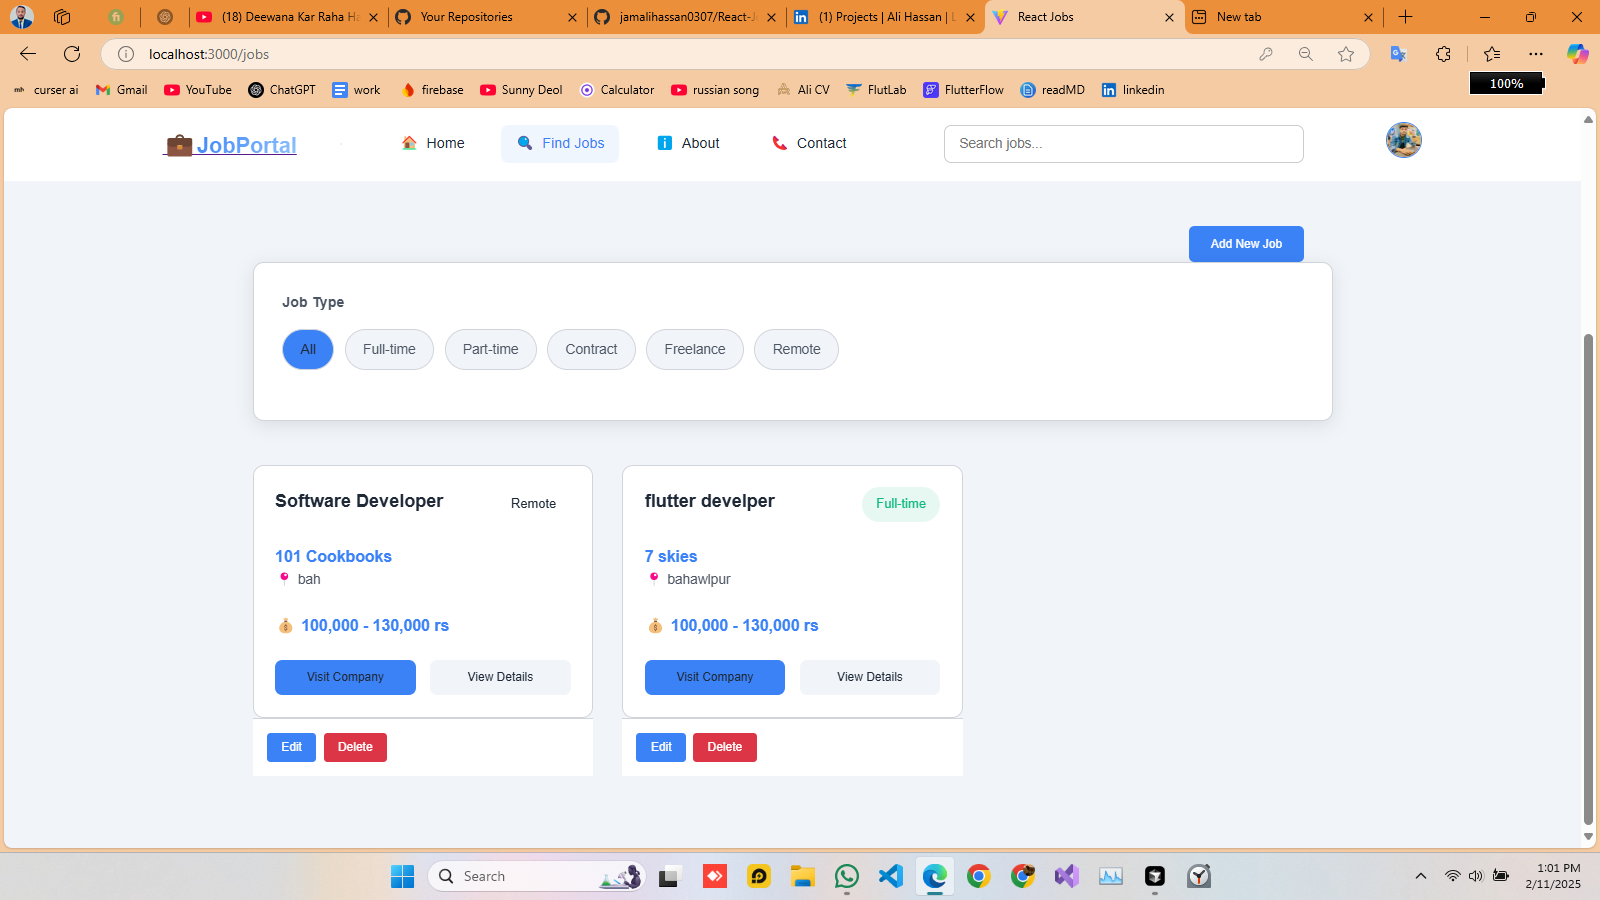 (18) Deewana Kar Raha Ha
Your Repositories
jamalihassan0307/React-Jo
(1) Projects | Ali Hassan | L
React Jobs
New tab
localhost:3000/jobs
curser ai
Gmail
YouTube
ChatGPT
work
firebase
Sunny Deol
Calculator
russian song
Ali CV
FlutLab
FlutterFlow
readMD
linkedin
100%
JobPortal
Home
Find Jobs
About
Contact
Search jobs...
Add New Job
Job Type
All
Full-time
Part-time
Contract
Freelance
Remote
Software Developer
Remote
101 Cookbooks
bah
100,000 - 130,000 rs
Visit Company
View Details
Edit
Delete
flutter develper
Full-time
7 skies
bahawlpur
100,000 - 130,000 rs
Visit Company
View Details
Edit
Delete
Search
1:01 PM
2/11/2025